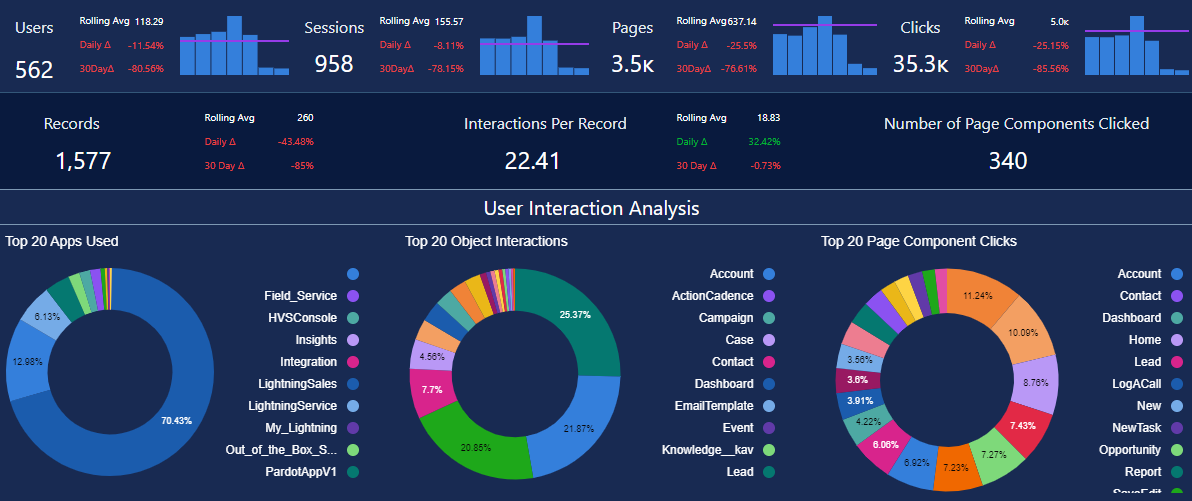 Users
562
Rolling Avg 118.29
Daily Δ -11.54%
30DayΔ -80.56%
Sessions
958
Rolling Avg 155.57
Daily Δ -8.11%
30DayΔ -78.15%
Pages
3.5K
Rolling Avg 637.14
Daily Δ -25.5%
30DayΔ -76.61%
Clicks
35.3K
Rolling Avg 5.0K
Daily Δ -25.15%
30DayΔ -85.56%
Records
1,577
Rolling Avg 260
Daily Δ -43.48%
30 Day Δ -85%
Interactions Per Record
22.41
Rolling Avg 18.83
Daily Δ 32.42%
30 Day Δ -0.73%
Number of Page Components Clicked
340
User Interaction Analysis
Top 20 Apps Used
6.13%
12.98%
70.43%
Field_Service
HVSConsole
Insights
Integration
LightningSales
LightningService
My_Lightning
Out_of_the_Box_S...
PardotAppV1
Top 20 Object Interactions
25.37%
4.56%
7.7%
20.85%
21.87%
Account
ActionCadence
Campaign
Case
Contact
Dashboard
EmailTemplate
Event
Knowledge__kav
Lead
Top 20 Page Component Clicks
11.24%
10.09%
8.76%
7.43%
7.27%
7.23%
6.92%
6.06%
4.22%
3.91%
3.6%
3.56%
Account
Contact
Dashboard
Home
Lead
LogACall
New
NewTask
Opportunity
Report
SaveEdit